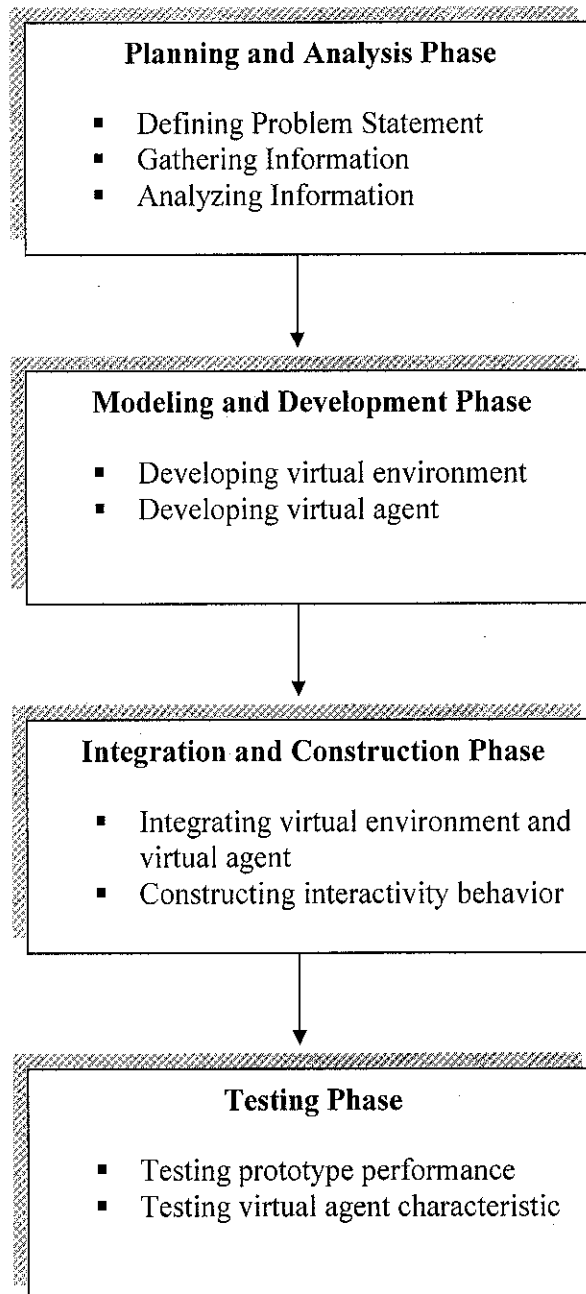 Planning and Analysis Phase
▪ Defining Problem Statement
▪ Gathering Information
▪ Analyzing Information
Modeling and Development Phase
▪ Developing virtual environment
▪ Developing virtual agent
Integration and Construction Phase
▪ Integrating virtual environment and
virtual agent
▪ Constructing interactivity behavior
Testing Phase
▪ Testing prototype performance
▪ Testing virtual agent characteristic